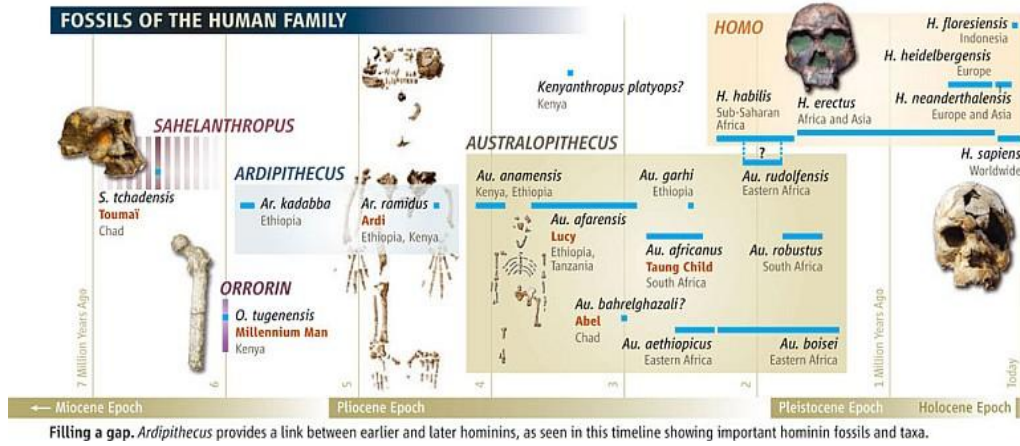 FOSSILS OF THE HUMAN FAMILY
HOMO
H. floresiensis
Indonesia
H. heidelbergensis
Europe
H. neanderthalensis
Europe and Asia
H. habilis
Sub-Saharan
Africa
H. erectus
Africa and Asia
H. sapiens
Worldwide
?
Kenyanthropus platyops?
Kenya
SAHELANTHROPUS
S. tchadensis
Toumaï
Chad
ARDIPITHECUS
Ar. kadabba
Ethiopia
Ar. ramidus
Ardi
Ethiopia, Kenya
AUSTRALOPITHECUS
Au. anamensis
Kenya, Ethiopia
Au. garhi
Ethiopia
Au. rudolfensis
Eastern Africa
Au. afarensis
Lucy
Ethiopia,
Tanzania
Au. africanus
Taung Child
South Africa
Au. robustus
South Africa
Au. bahrelghazali?
Abel
Chad
Au. aethiopicus
Eastern Africa
Au. boisei
Eastern Africa
ORRORIN
O. tugenensis
Millennium Man
Kenya
7 Million Years Ago
6
5
4
3
2
1 Million Years Ago
Today
← Miocene Epoch
Pliocene Epoch
Pleistocene Epoch
Holocene Epoch
Filling a gap. Ardipithecus provides a link between earlier and later hominins, as seen in this timeline showing important hominin fossils and taxa.